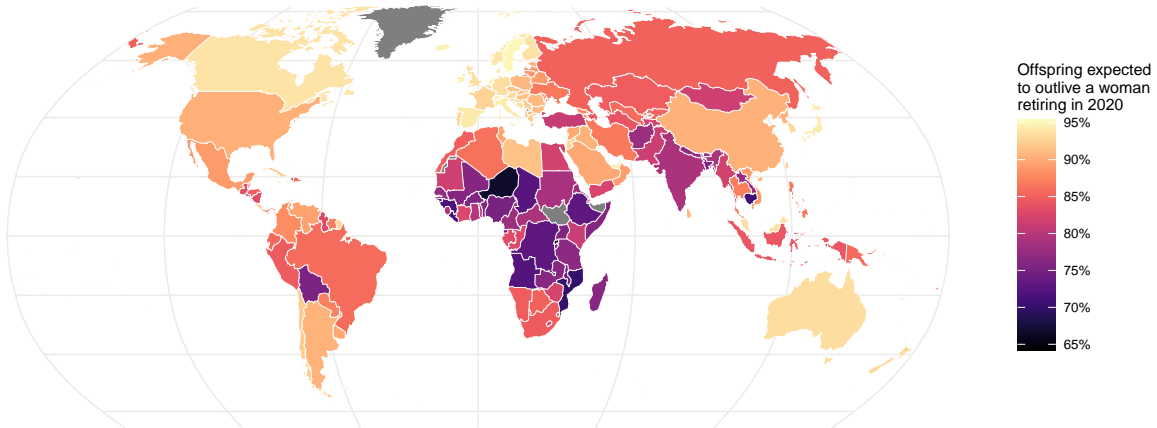 Offspring expected
to outlive a woman
retiring in 2020
95%
90%
85%
80%
75%
70%
65%